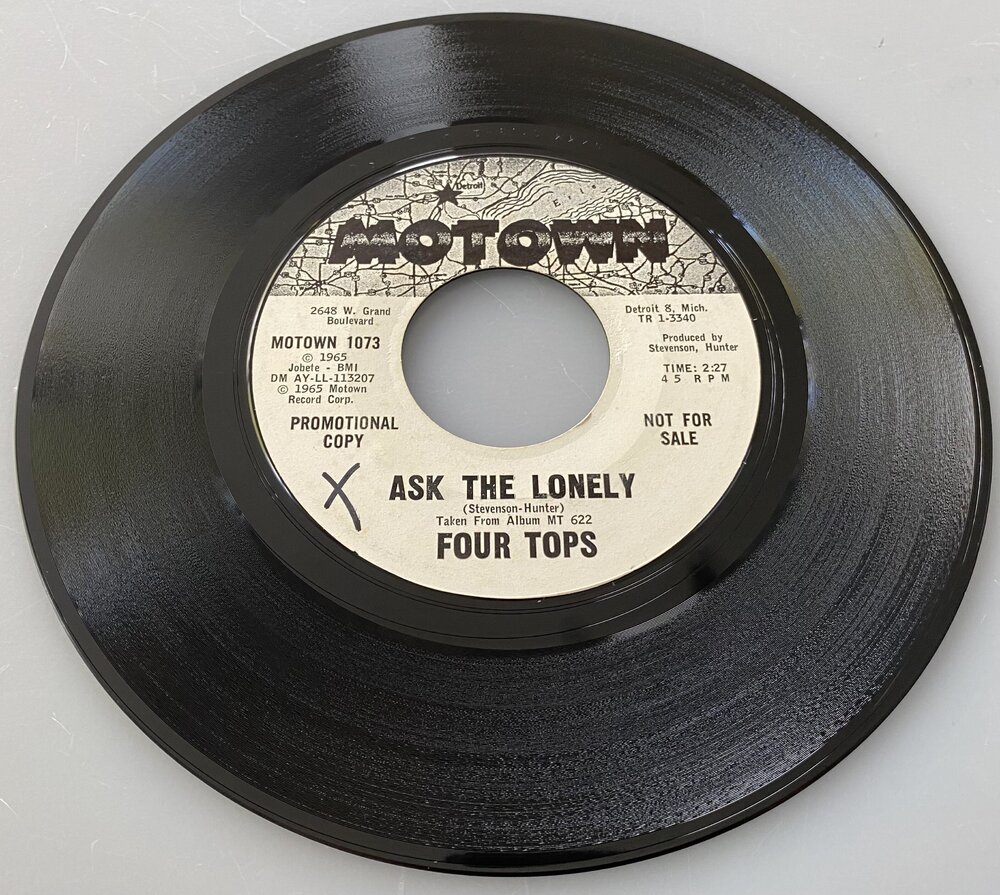 Detroit
E
MOTOWN
2648 W. Grand
Boulevard
Detroit 8, Mich.
TR 1-3340
MOTOWN 1073
© 1965
Jobete - BMI
DM AY-LL-113207
© 1965 Motown
Record Corp.
Produced by
Stevenson, Hunter
TIME: 2:27
45 RPM
PROMOTIONAL
COPY
NOT FOR
SALE
X
ASK THE LONELY
(Stevenson-Hunter)
Taken From Album MT 622
FOUR TOPS